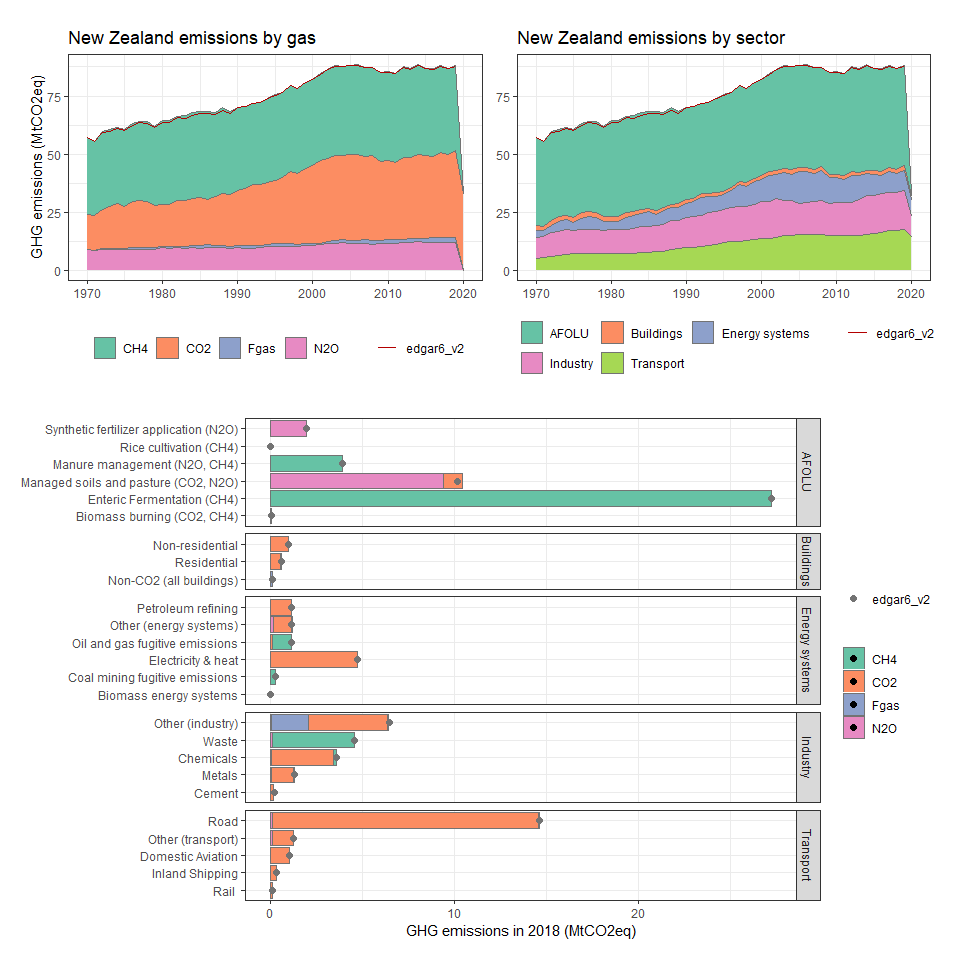 New Zealand emissions by gas
New Zealand emissions by sector
GHG emissions (MtCO2eq)
75
50
25
0
1970
1980
1990
2000
2010
2020
75
50
25
0
1970
1980
1990
2000
2010
2020
CH4
CO2
Fgas
N2O
edgar6_v2
AFOLU
Buildings
Energy systems
edgar6_v2
Industry
Transport
Synthetic fertilizer application (N2O)
Rice cultivation (CH4)
Manure management (N2O, CH4)
Managed soils and pasture (CO2, N2O)
Enteric Fermentation (CH4)
Biomass burning (CO2, CH4)
AFOLU
Non-residential
Residential
Non-CO2 (all buildings)
Buildings
Petroleum refining
Other (energy systems)
Oil and gas fugitive emissions
Electricity & heat
Coal mining fugitive emissions
Biomass energy systems
Energy systems
Other (industry)
Waste
Chemicals
Metals
Cement
Industry
Road
Other (transport)
Domestic Aviation
Inland Shipping
Rail
Transport
0
10
20
GHG emissions in 2018 (MtCO2eq)
edgar6_v2
CH4
CO2
Fgas
N2O